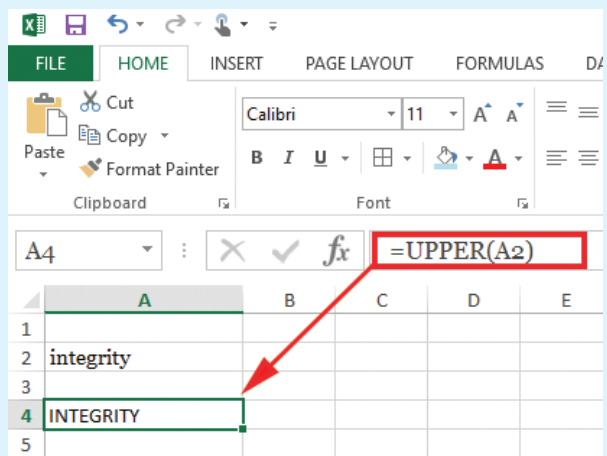 FILE HOME INSERT PAGE LAYOUT FORMULAS DA
Paste
Cut
Copy
Format Painter
Clipboard
Calibri 11 A A
B I U A
Font
A4 fx =UPPER(A2)
A B C D E
1
2 integrity
3
4 INTEGRITY
5